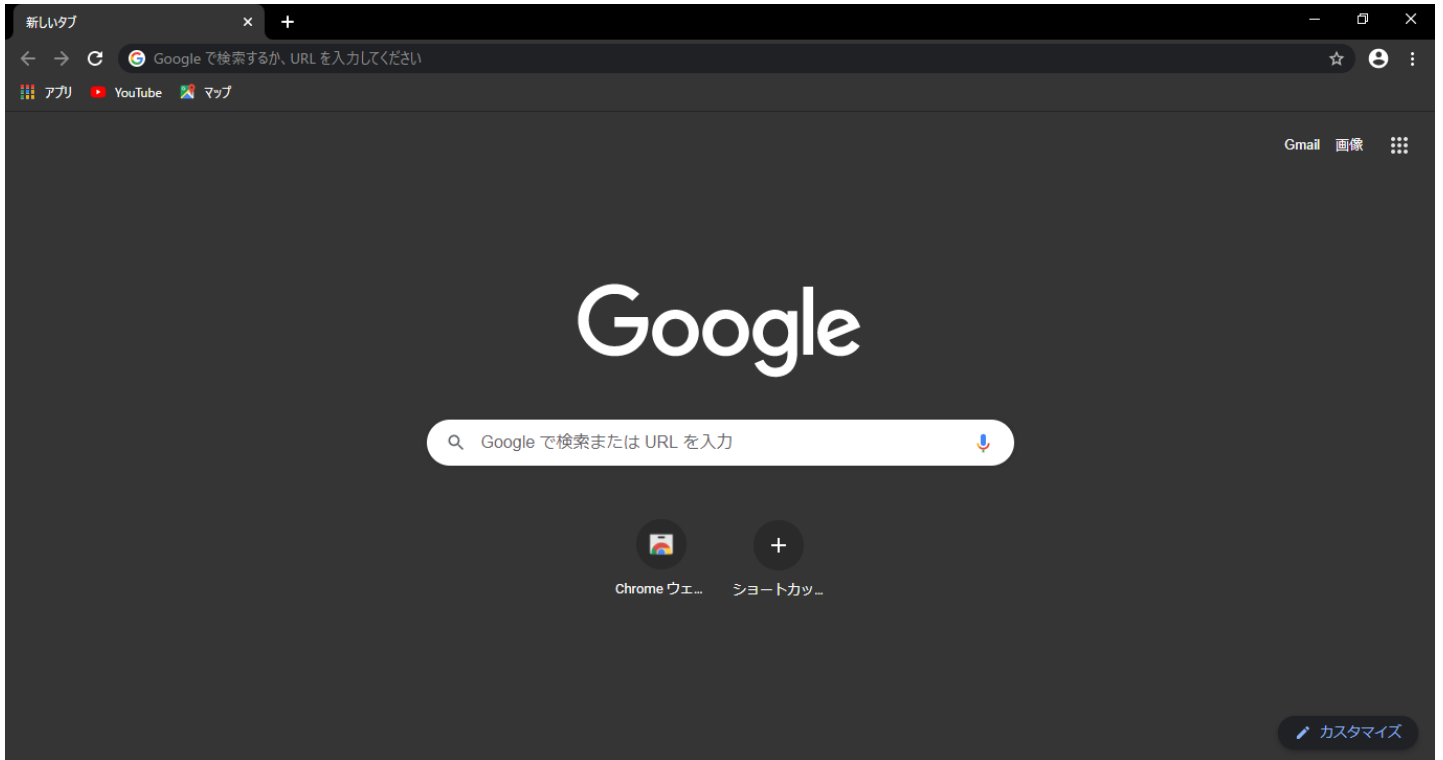 新しいタブ
Google で検索するか、URL を入力してください
アプリ YouTube マップ
Gmail 画像
Google
Google で検索または URL を入力
Chrome ウェ... ショートカッ...
カスタマイズ